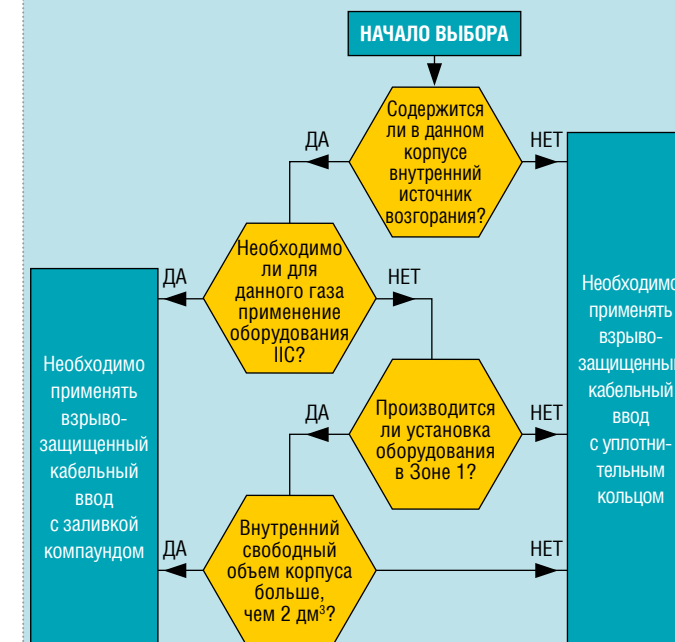 НАЧАЛО ВЫБОРА
Содержится
ли в данном
корпусе
внутренний
источник
возгорания?
ДА
НЕТ
Необходимо
ли для
данного газа
применение
оборудования
IIC?
ДА
НЕТ
Производится
ли установка
оборудования
в Зоне 1?
ДА
НЕТ
Внутренний
свободный
объем корпуса
больше,
чем 2 дм³?
ДА
НЕТ
Необходимо
применять
взрыво-
защищенный
кабельный
ввод
с заливкой
компаундом
Необходимо
применять
взрыво-
защищенный
кабельный
ввод
с уплотни-
тельным
кольцом